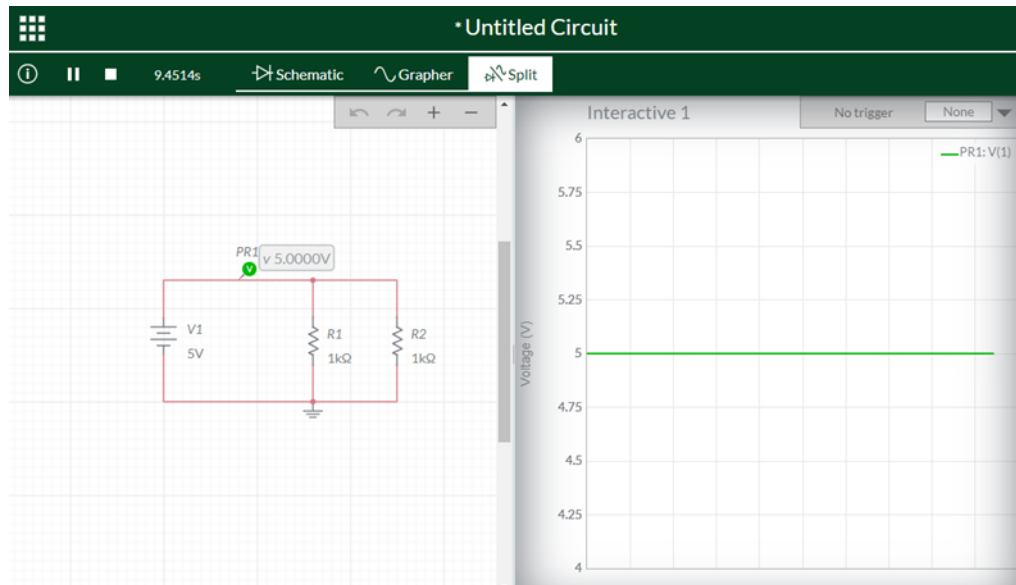 * Untitled Circuit
9.4514s Schematic Grapher Split
Interactive 1 No trigger None
PR1: V(1)
6
5.75
5.5
5.25
5
4.75
4.5
4.25
4
Voltage (V)
PR1 v 5.0000V
V
V1
5V
R1
1kΩ
R2
1kΩ